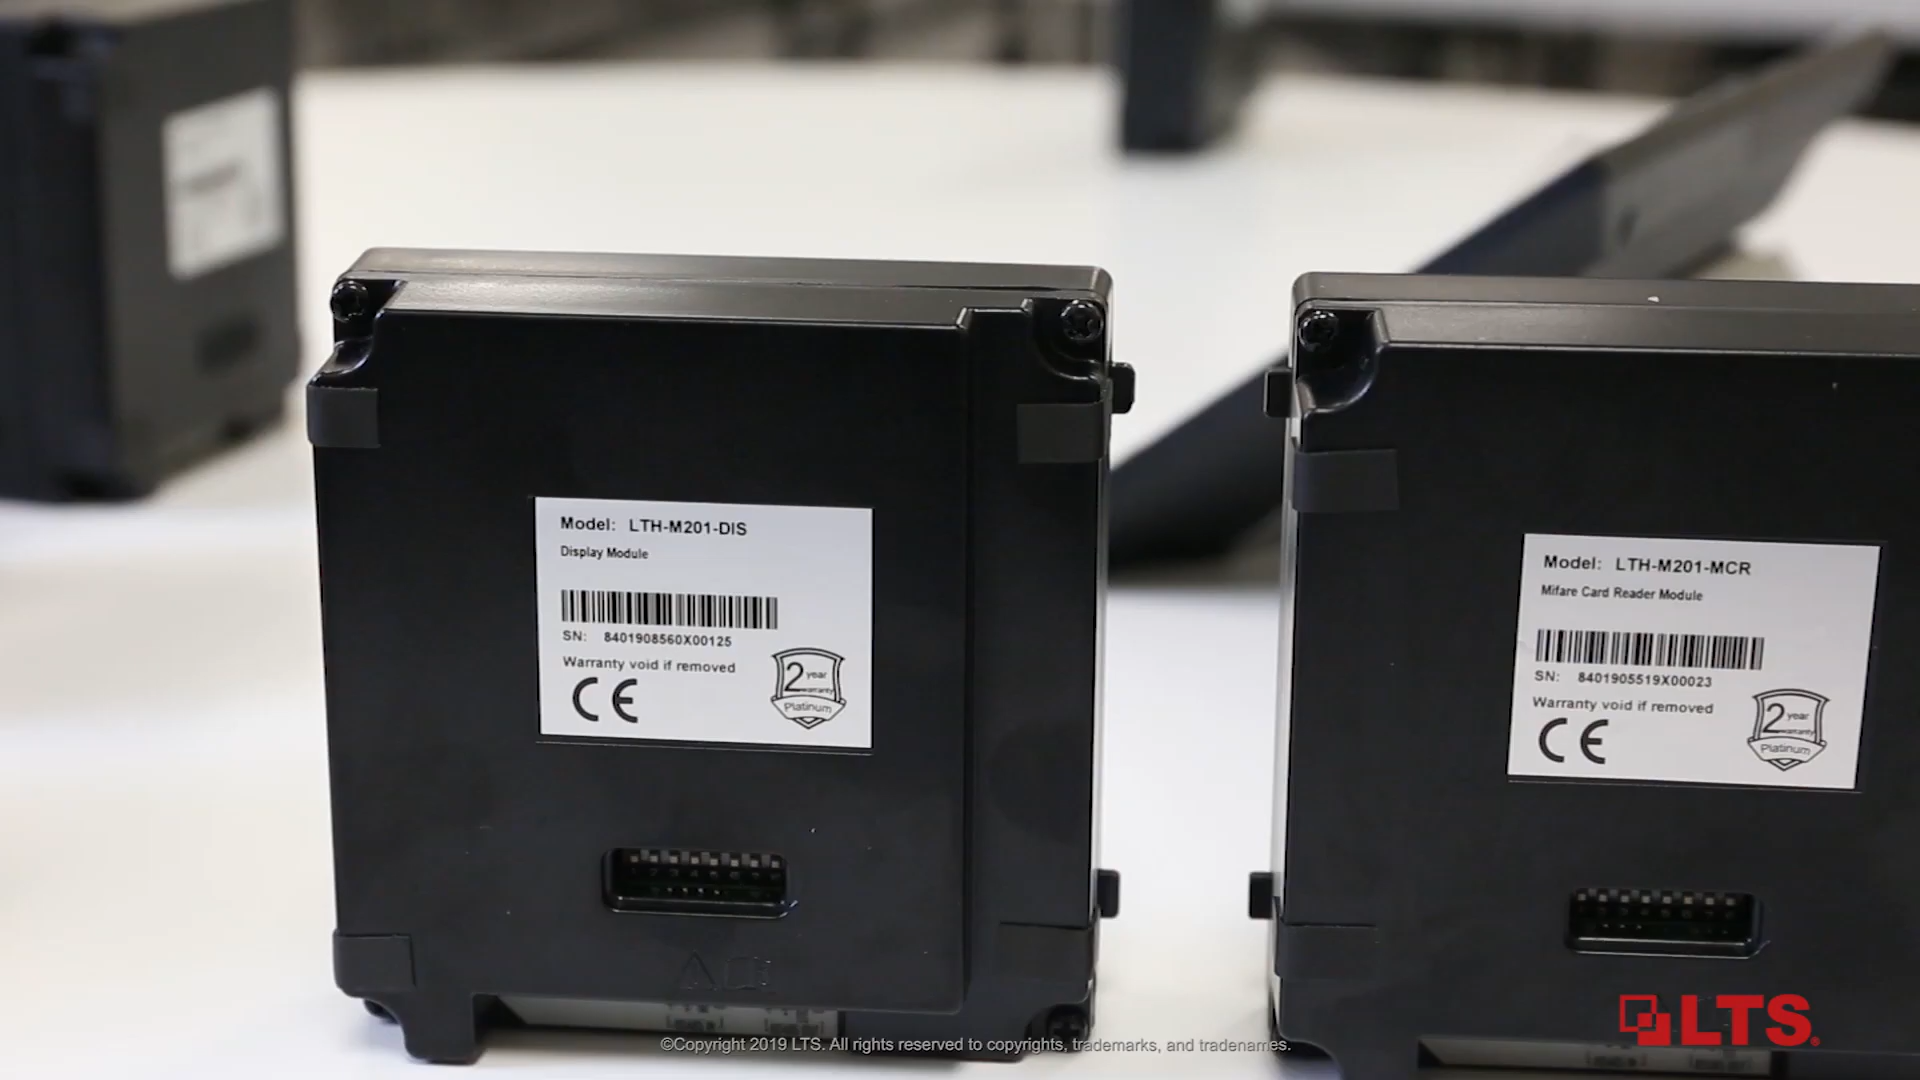 Model: LTH-M201-DIS
Display Module
SN: 8401908560X00125
Warranty void if removed
CE
2 year
warranty
Platinum
Model: LTH-M201-MCR
Mifare Card Reader Module
SN: 8401905519X00023
Warranty void if removed
CE
2 year
warranty
Platinum
LTS®
©Copyright 2019 LTS. All rights reserved to copyrights, trademarks, and tradenames.